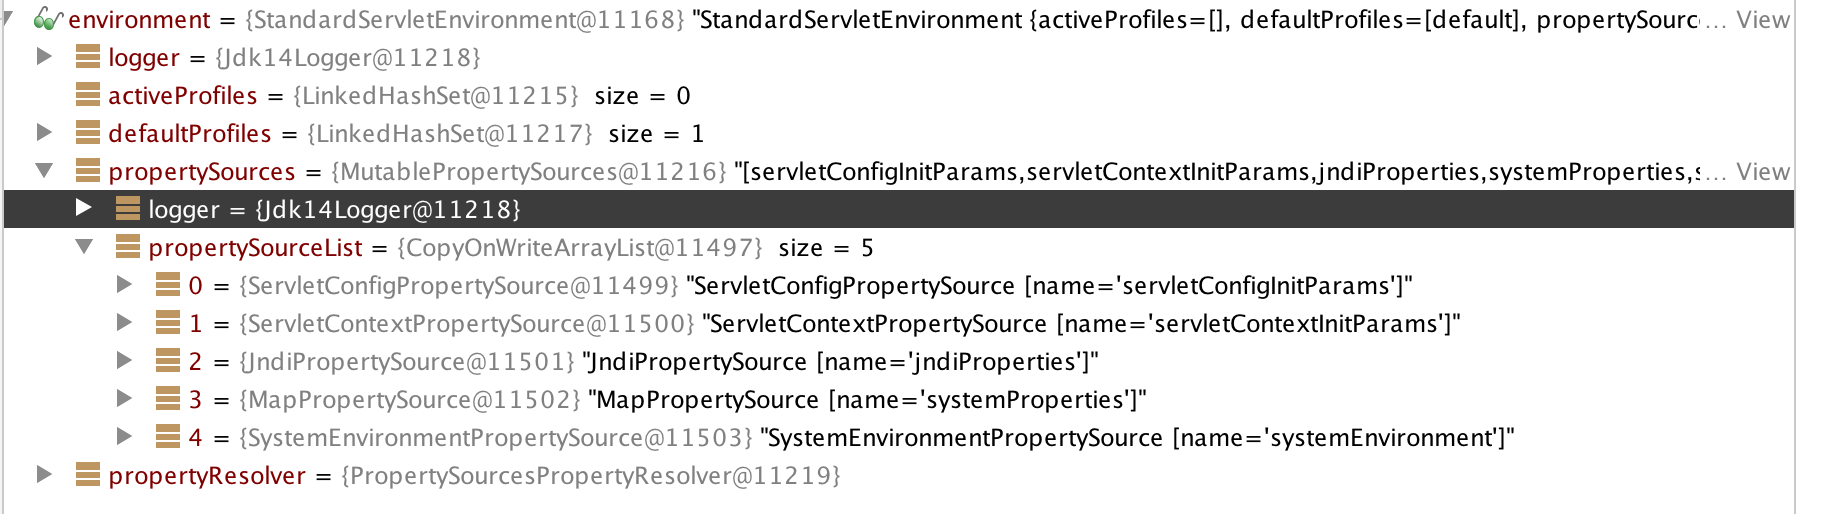 environment = {StandardServletEnvironment@11168} "StandardServletEnvironment {activeProfiles=[], defaultProfiles=[default], propertySourc... View
logger = {Jdk14Logger@11218}
activeProfiles = {LinkedHashSet@11215} size = 0
defaultProfiles = {LinkedHashSet@11217} size = 1
propertySources = {MutablePropertySources@11216} "[servletConfigInitParams,servletContextInitParams,jndiProperties,systemProperties,s... View
logger = {Jdk14Logger@11218}
propertySourceList = {CopyOnWriteArrayList@11497} size = 5
0 = {ServletConfigPropertySource@11499} "ServletConfigPropertySource [name='servletConfigInitParams']"
1 = {ServletContextPropertySource@11500} "ServletContextPropertySource [name='servletContextInitParams']"
2 = {JndiPropertySource@11501} "JndiPropertySource [name='jndiProperties']"
3 = {MapPropertySource@11502} "MapPropertySource [name='systemProperties']"
4 = {SystemEnvironmentPropertySource@11503} "SystemEnvironmentPropertySource [name='systemEnvironment']"
propertyResolver = {PropertySourcesPropertyResolver@11219}